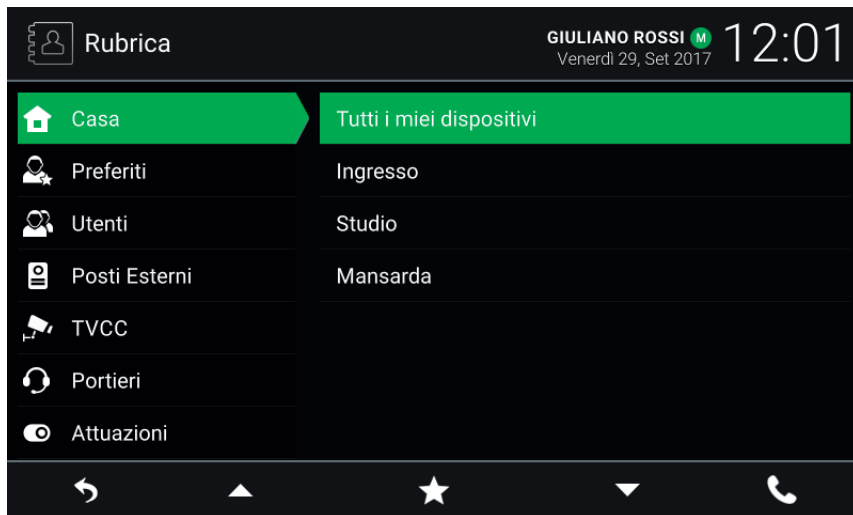 Rubrica
GIULIANO ROSSI M
Venerdì 29, Set 2017
12:01
Casa
Preferiti
Utenti
Posti Esterni
TVCC
Portieri
Attuazioni
Tutti i miei dispositivi
Ingresso
Studio
Mansarda